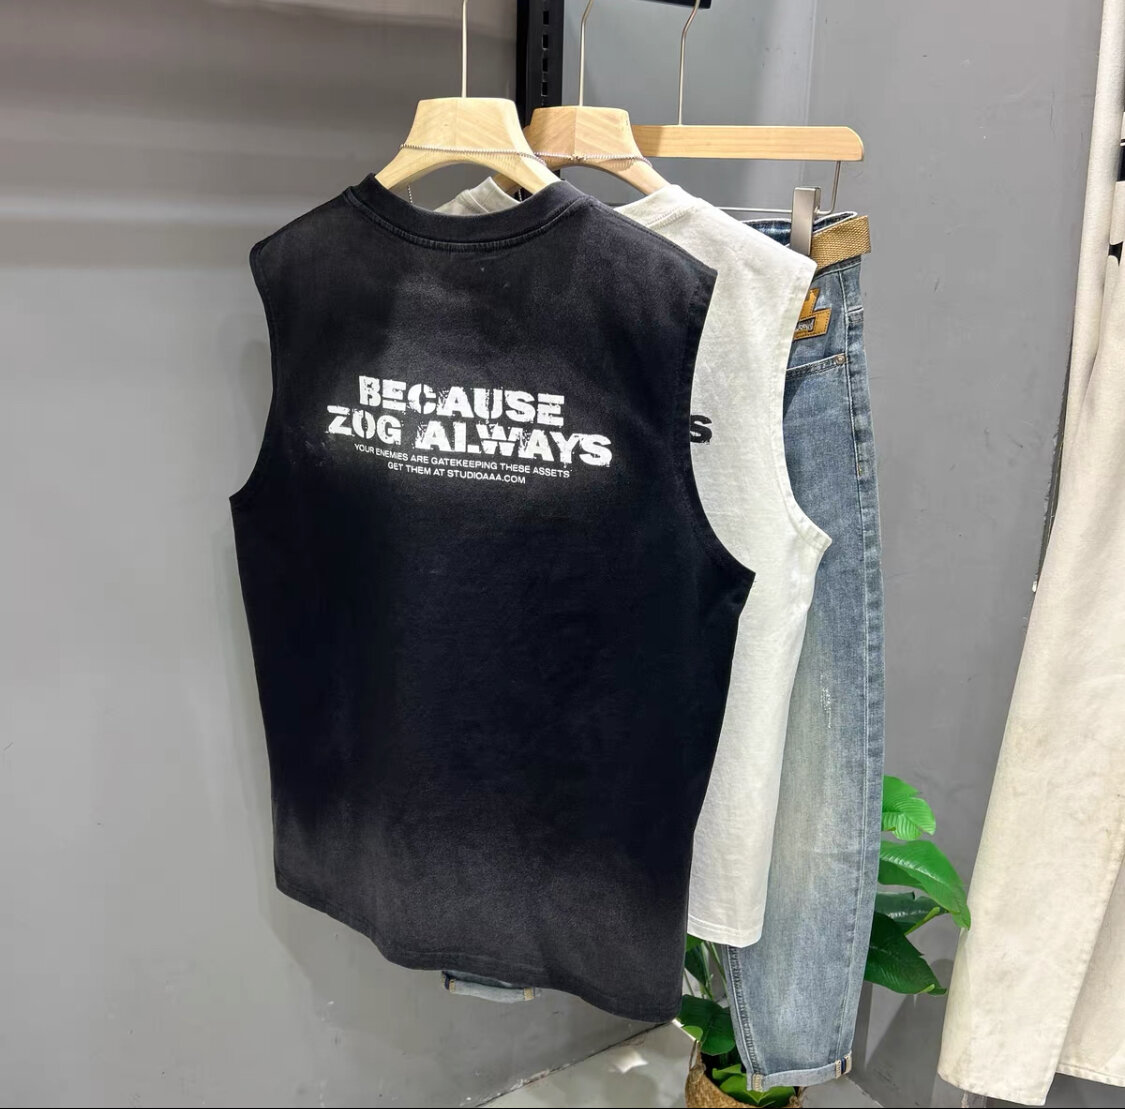 BECAUSE
ZOG ALWAYS
YOUR ENEMIES ARE GATEKEEPING THESE ASSETS
GET THEM AT STUDIOAAA.COM
S